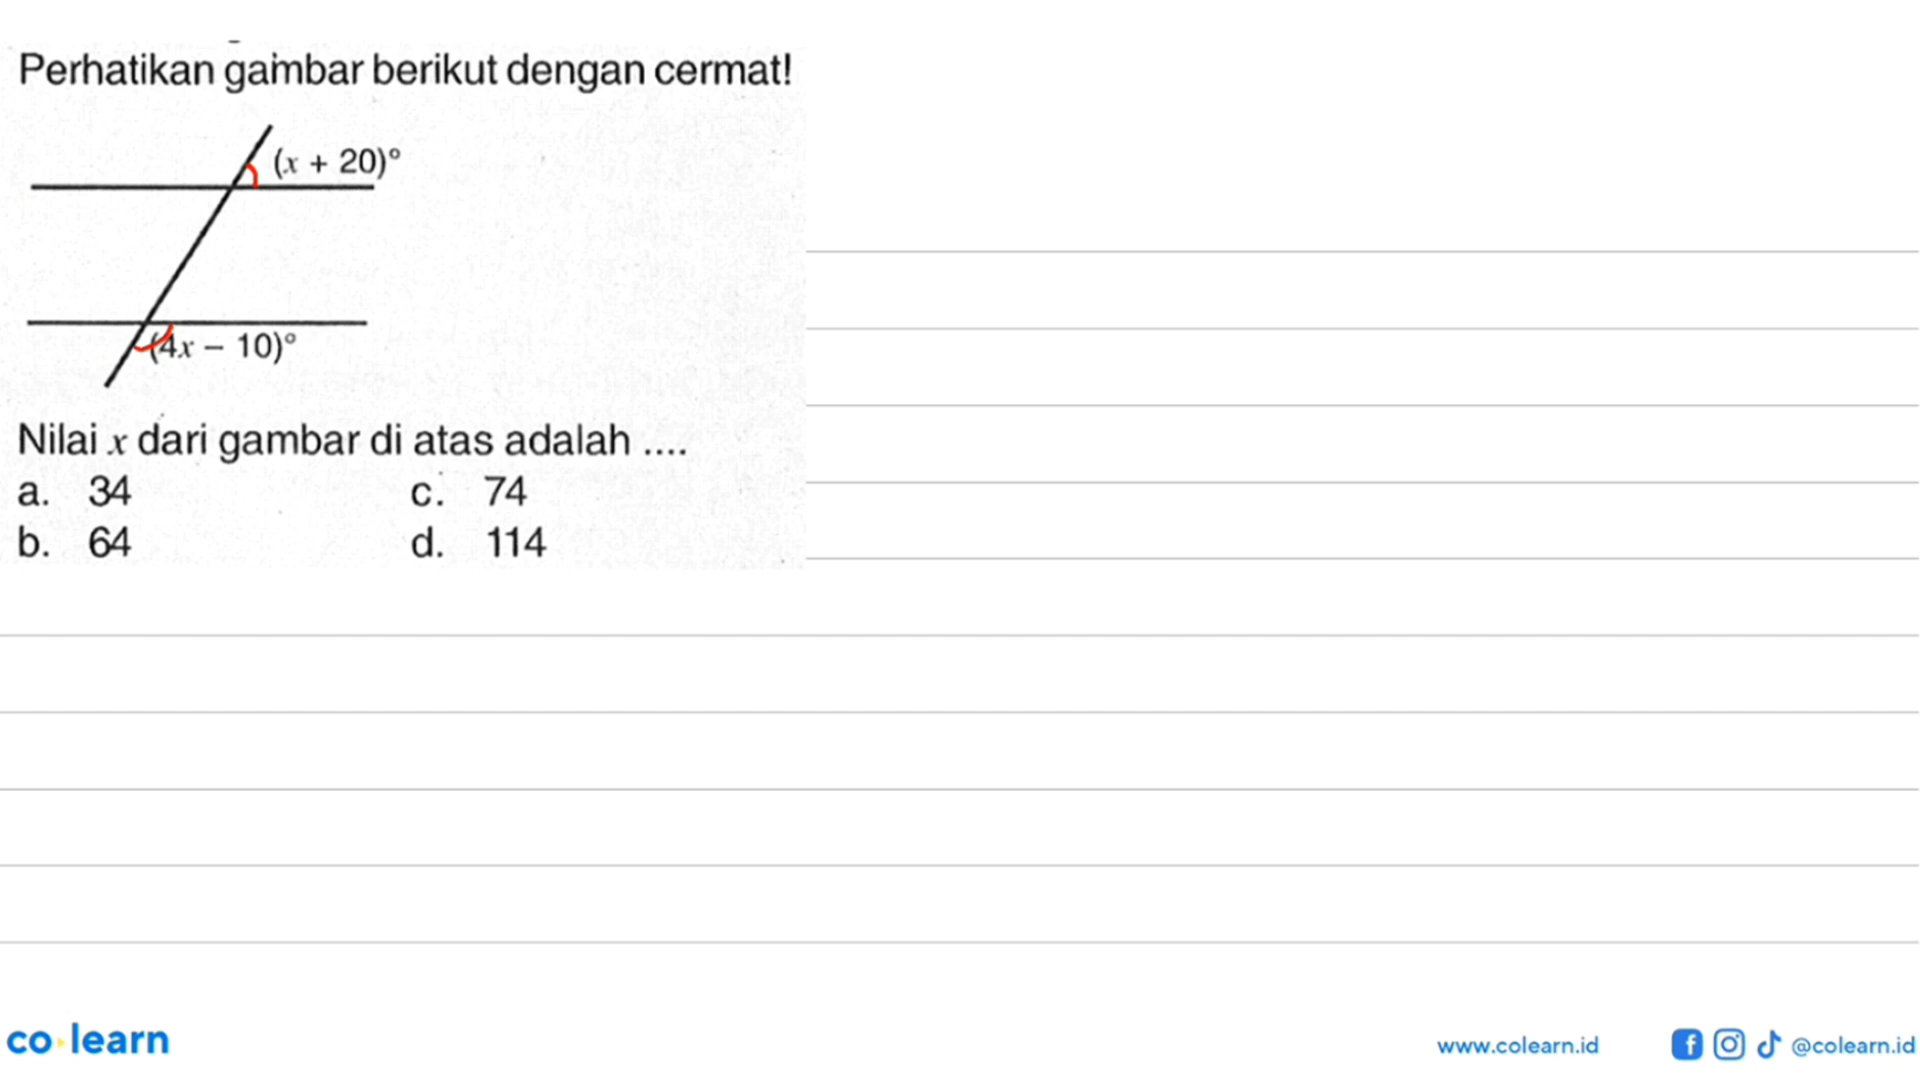 Perhatikan gambar berikut dengan cermat!
(x + 20)°
(4x – 10)°
Nilai x dari gambar di atas adalah ....
a. 34 c. 74
b. 64 d. 114
co learn
www.colearn.id @colearn.id